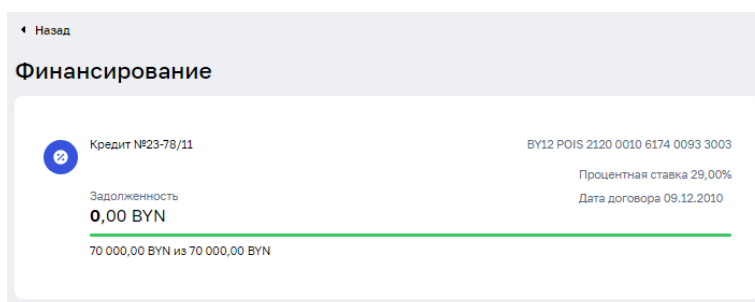 Назад
Финансирование
Кредит №23-78/11
BY12 POIS 2120 0010 6174 0093 3003
Процентная ставка 29,00%
Задолженность
Дата договора 09.12.2010
0,00 BYN
70 000,00 BYN из 70 000,00 BYN